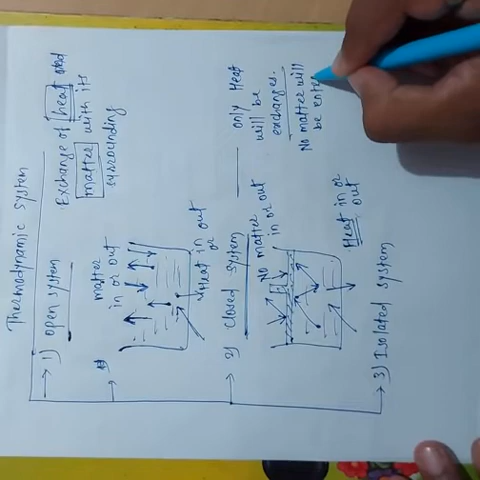 Thermodynamic system
1) open system
Exchange of heat and
matter with its
surrounding
matter
in or out
Heat in out
or
2) closed system
only Heat
will be
exchanges.
No matter will
be enter
No matter
in or out
Heat in or
out
3) Isolated system